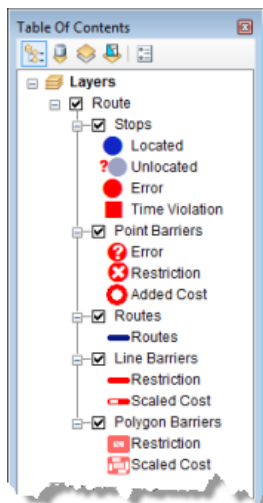 Table Of Contents
Layers
Route
Stops
Located
? Unlocated
Error
Time Violation
Point Barriers
? Error
Restriction
Added Cost
Routes
Routes
Line Barriers
Restriction
Scaled Cost
Polygon Barriers
Restriction
Scaled Cost